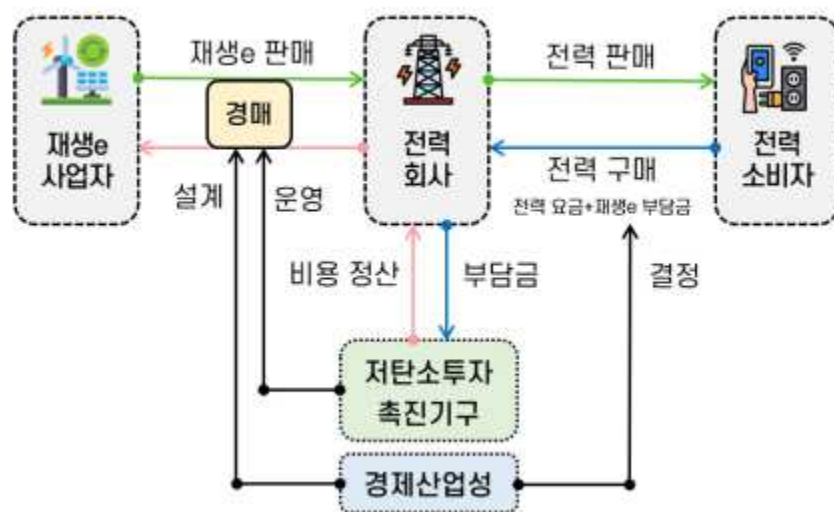 재생e 판매
전력 판매
경매
재생e
사업자
전력
회사
전력
소비자
전력 구매
전력 요금+재생e 부담금
설계
운영
비용 정산
부담금
결정
저탄소투자
촉진기구
경제산업성